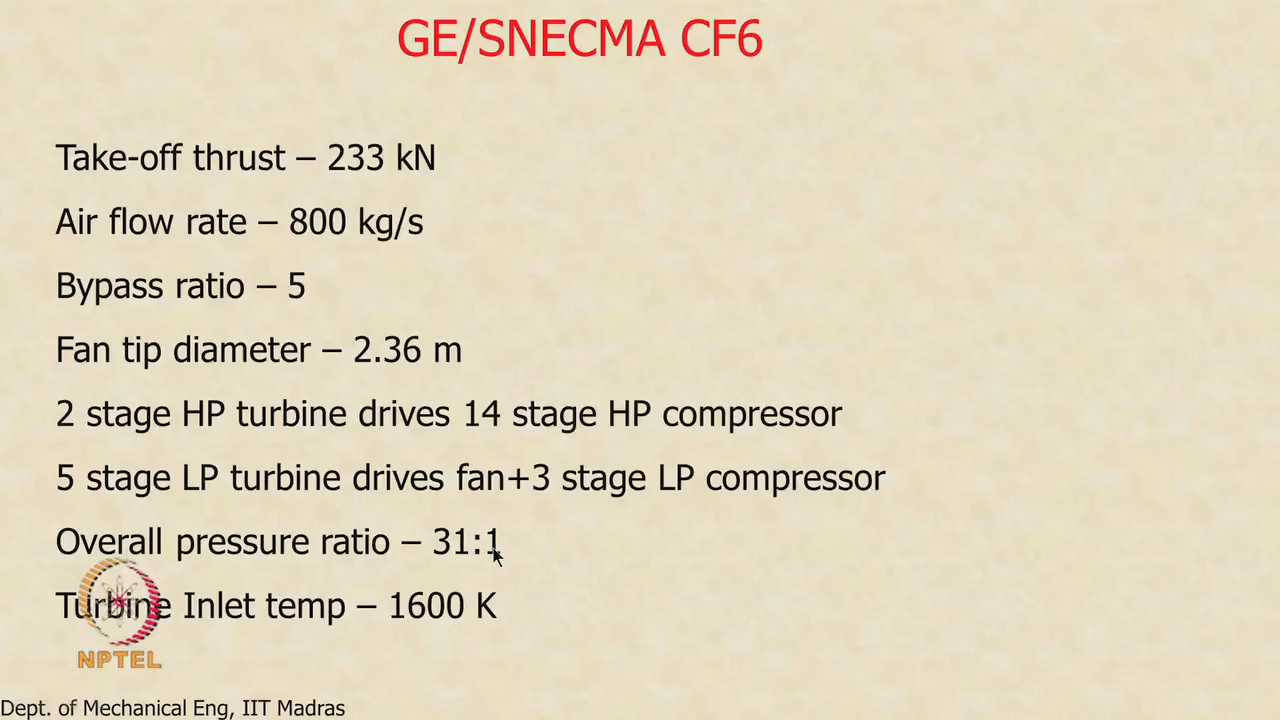 GE/SNECMA CF6
Take-off thrust – 233 kN
Air flow rate – 800 kg/s
Bypass ratio – 5
Fan tip diameter – 2.36 m
2 stage HP turbine drives 14 stage HP compressor
5 stage LP turbine drives fan+3 stage LP compressor
Overall pressure ratio – 31:1
Turbine Inlet temp – 1600 K
NPTEL
Dept. of Mechanical Eng, IIT Madras